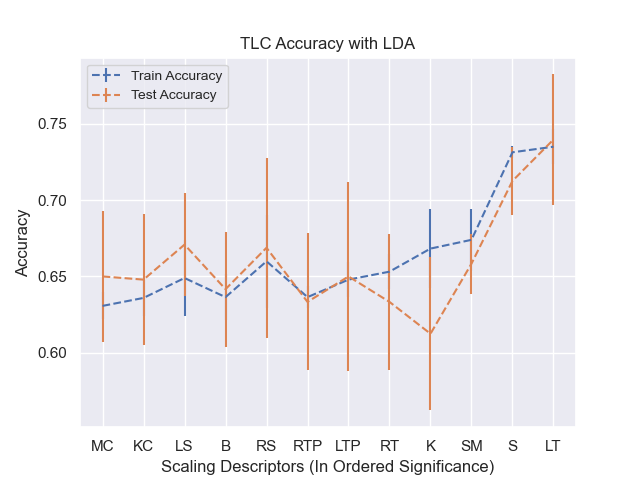 TLC Accuracy with LDA
Train Accuracy
Test Accuracy
0.75
0.70
0.65
0.60
Accuracy
MC KC LS B RS RTP LTP RT K SM S LT
Scaling Descriptors (In Ordered Significance)